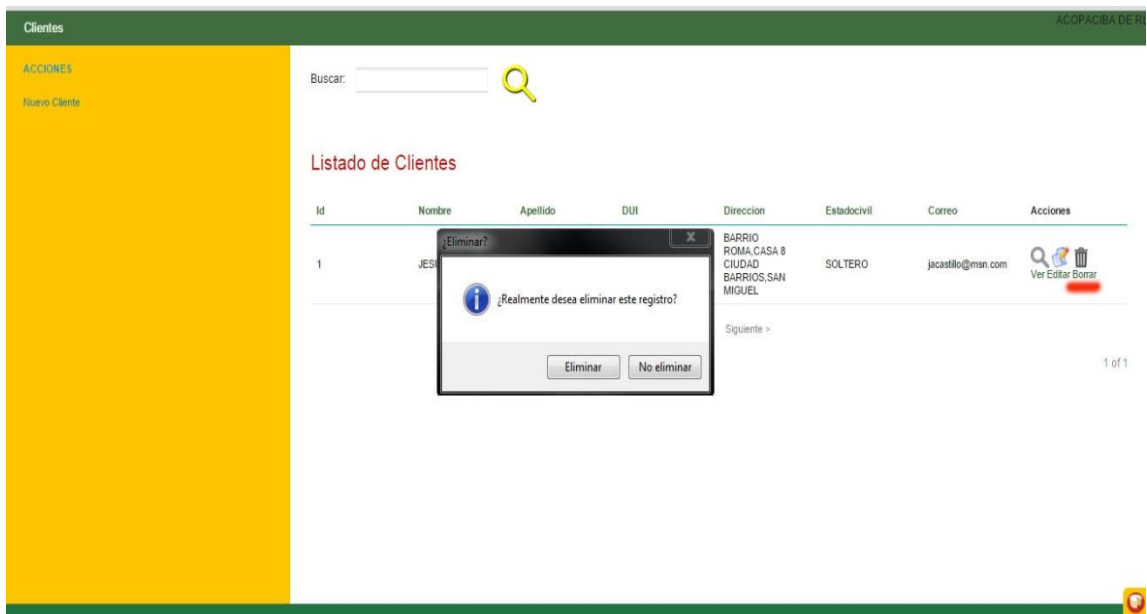 Clientes
ACOPACIBA DE
ACCIONES
Nuevo Cliente
Buscar:
Listado de Clientes
Id Nombre Apellido DUI Direccion Estadocivil Correo Acciones
¿Eliminar? X
¿Realmente desea eliminar este registro?
Eliminar No eliminar
1
BARRIO
ROMA,CASA 8
CIUDAD
BARRIOS,SAN
MIGUEL
SOLTERO jacastillo@msn.com
Ver Editar Borrar
Siguiente >
1 of 1